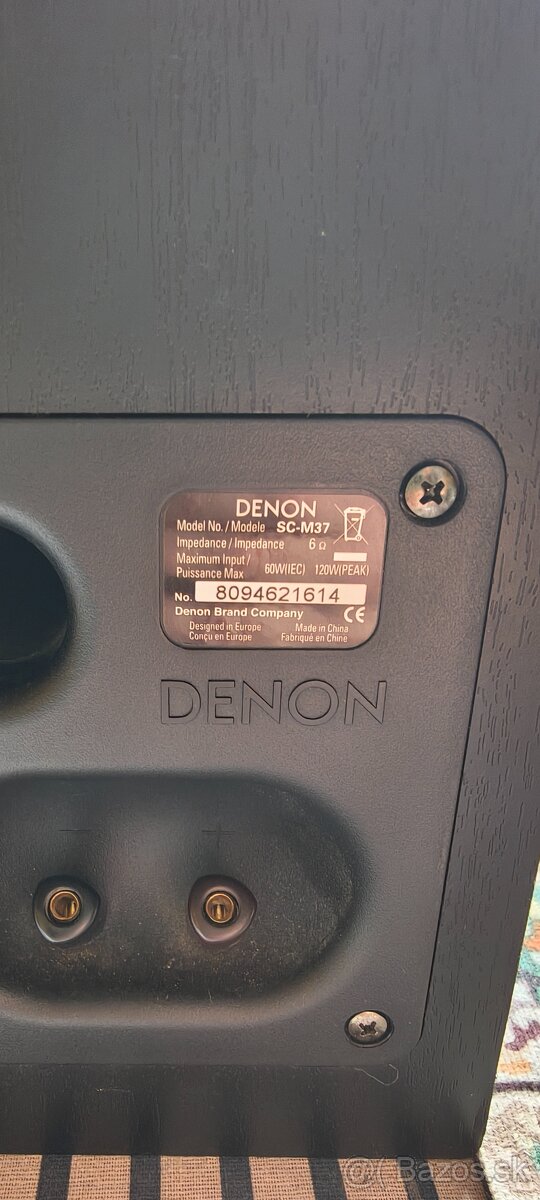 DENON
Model No. / Modele SC-M37
Impedance / Impedance 6 Ω
Maximum Input /
Puissance Max 60W(IEC) 120W(PEAK)
No. 8094621614
Denon Brand Company CE
Designed in Europe Made in China
Conçu en Europe Fabriqué en Chine
DENON
− +
Bazos.sk